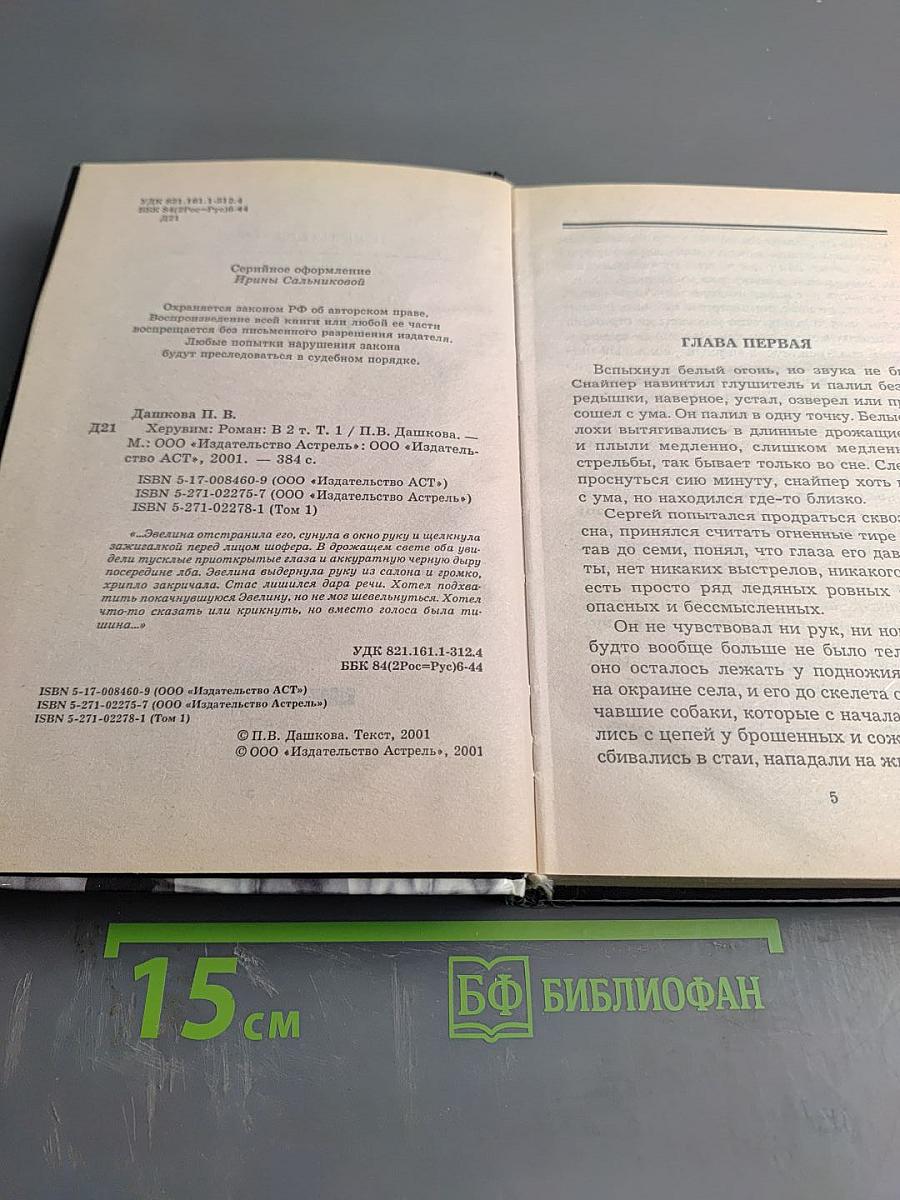 УДК 821.161.1-312.4
ББК 84(2Рос=Рус)6-44
Д21
Серийное оформление
Ирины Сальниковой
Охраняется законом РФ об авторском праве.
Воспроизведение всей книги или любой ее части
воспрещается без письменного разрешения издателя.
Любые попытки нарушения закона
будут преследоваться в судебном порядке.
Дашкова П. В.
Д21 Херувим: Роман: В 2 т. Т. 1 / П.В. Дашкова. —
М.: ООО «Издательство Астрель»: ООО «Издатель-
ство АСТ», 2001. — 384 с.
ISBN 5-17-008460-9 (ООО «Издательство АСТ»)
ISBN 5-271-02275-7 (ООО «Издательство Астрель»)
ISBN 5-271-02278-1 (Том 1)
«...Эвелина отстранила его, сунула в окно руку и щелкнула
зажигалкой перед лицом шофера. В дрожащем свете оба уви-
дели тусклые приоткрытые глаза и аккуратную черную дыру
посередине лба. Эвелина выдернула руку из салона и громко,
хрипло закричала. Стас лишился дара речи. Хотел подхва-
тить покачнувшуюся Эвелину, но не мог шевельнуться. Хотел
что-то сказать или крикнуть, но вместо голоса была ти-
шина...»
УДК 821.161.1-312.4
ББК 84(2Рос=Рус)6-44
ISBN 5-17-008460-9 (ООО «Издательство АСТ»)
ISBN 5-271-02275-7 (ООО «Издательство Астрель»)
ISBN 5-271-02278-1 (Том 1)
© П.В. Дашкова. Текст, 2001
© ООО «Издательство Астрель», 2001
ГЛАВА ПЕРВАЯ
Вспыхнул белый огонь, но звука не бы
Снайпер навинтил глушитель и палил без
редышки, наверное, устал, озверел или пр
сошел с ума. Он палил в одну точку. Белые
лохи вытягивались в длинные дрожащие
и плыли медленно, слишком медленн
стрельбы, так бывает только во сне. Сле
проснуться сию минуту, снайпер хоть и
с ума, но находился где-то близко.
Сергей попытался продраться сквоз
сна, принялся считать огненные тире
тав до семи, понял, что глаза его дав
ты, нет никаких выстрелов, никакого
есть просто ряд ледяных ровных
опасных и бессмысленных.
Он не чувствовал ни рук, ни ног
будто вообще больше не было тел
оно осталось лежать у подножия
на окраине села, и его до скелета о
чавшие собаки, которые с начала
лись с цепей у брошенных и сож
сбивались в стаи, нападали на жи
5
15 см
БФ БИБЛИОФАН